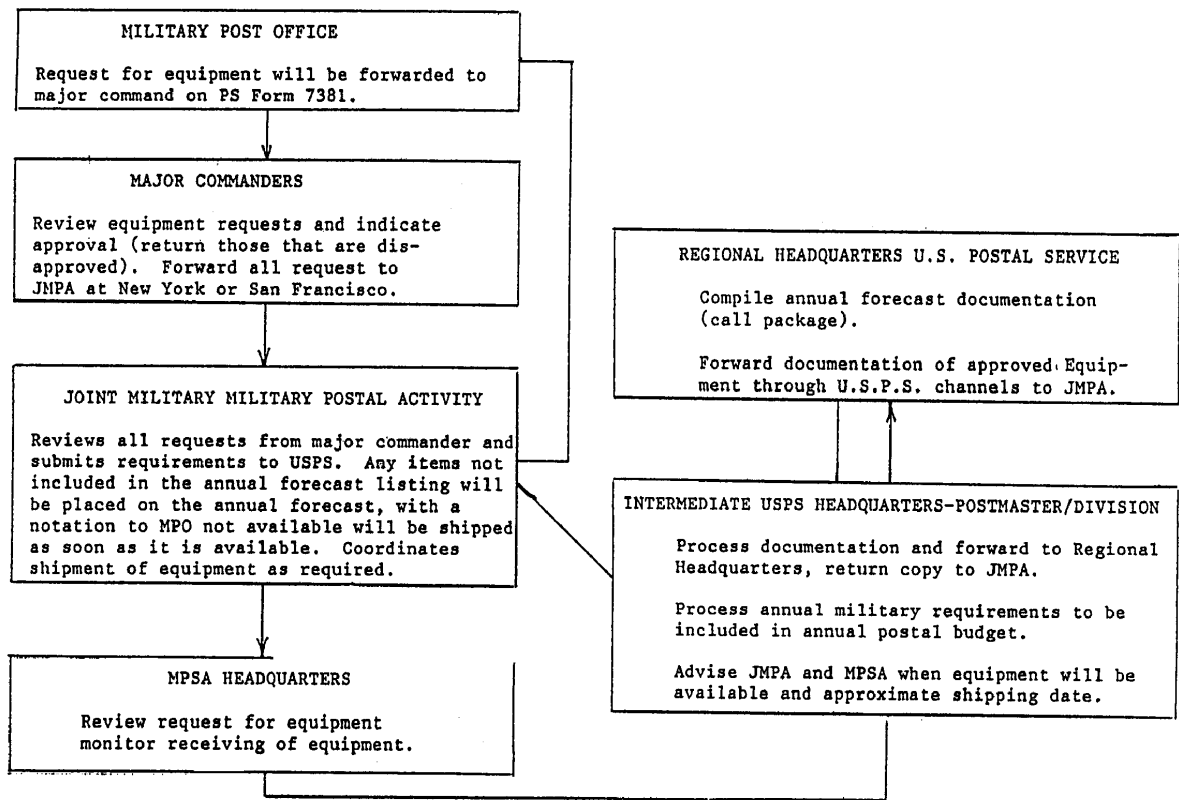 MILITARY POST OFFICE
Request for equipment will be forwarded to
major command on PS Form 7381.
MAJOR COMMANDERS
Review equipment requests and indicate
approval (return those that are dis-
approved). Forward all request to
JMPA at New York or San Francisco.
JOINT MILITARY MILITARY POSTAL ACTIVITY
Reviews all requests from major commander and
submits requirements to USPS. Any items not
included in the annual forecast listing will
be placed on the annual forecast, with a
notation to MPO not available will be shipped
as soon as it is available. Coordinates
shipment of equipment as required.
MPSA HEADQUARTERS
Review request for equipment
monitor receiving of equipment.
REGIONAL HEADQUARTERS U.S. POSTAL SERVICE
Compile annual forecast documentation
(call package).
Forward documentation of approved Equip-
ment through U.S.P.S. channels to JMPA.
INTERMEDIATE USPS HEADQUARTERS-POSTMASTER/DIVISION
Process documentation and forward to Regional
Headquarters, return copy to JMPA.
Process annual military requirements to be
included in annual postal budget.
Advise JMPA and MPSA when equipment will be
available and approximate shipping date.